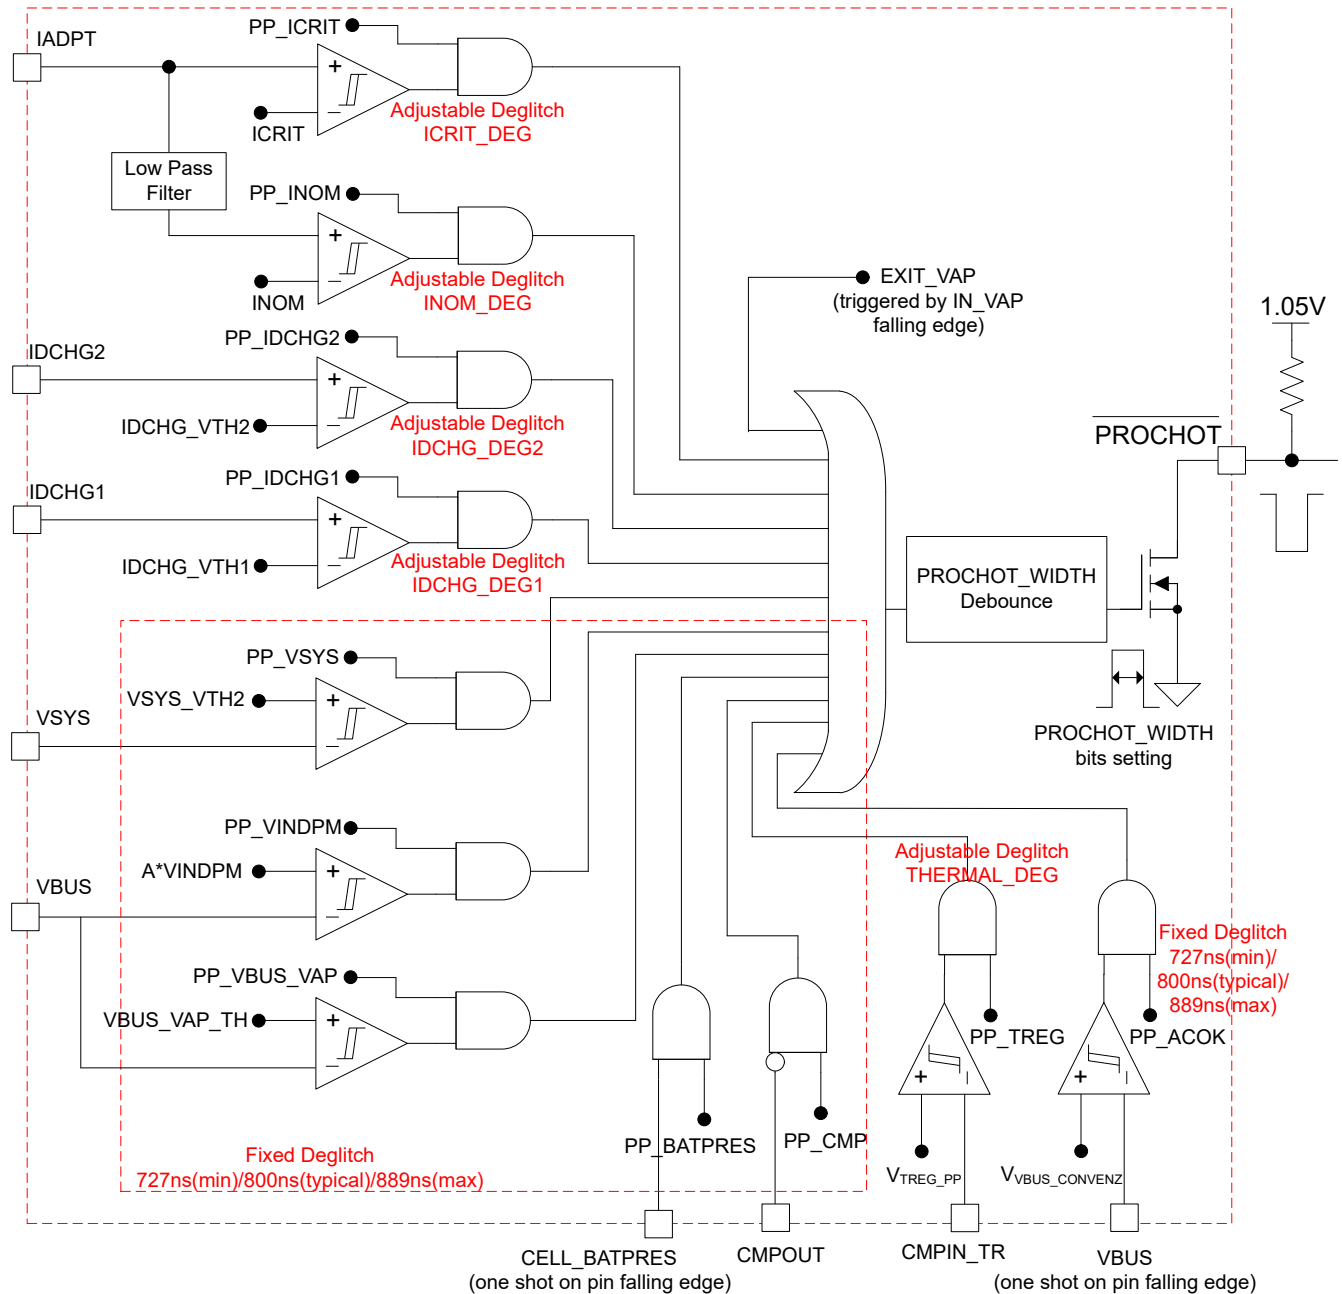 PP_ICRIT
IADPT
+
−
ICRIT
Adjustable Deglitch
ICRIT_DEG
Low Pass
Filter
PP_INOM
+
−
INOM
Adjustable Deglitch
INOM_DEG
EXIT_VAP
(triggered by IN_VAP
falling edge)
1.05V
PP_IDCHG2
IDCHG2
+
−
IDCHG_VTH2
Adjustable Deglitch
IDCHG_DEG2
PROCHOT
PP_IDCHG1
IDCHG1
+
−
IDCHG_VTH1
Adjustable Deglitch
IDCHG_DEG1
PROCHOT_WIDTH
Debounce
PP_VSYS
VSYS_VTH2
+
−
VSYS
PROCHOT_WIDTH
bits setting
PP_VINDPM
A*VINDPM
+
−
VBUS
Adjustable Deglitch
THERMAL_DEG
Fixed Deglitch
727ns(min)/
800ns(typical)/
889ns(max)
PP_VBUS_VAP
VBUS_VAP_TH
+
−
PP_TREG
PP_ACOK
+
−
+
−
PP_BATPRES
PP_CMP
Fixed Deglitch
727ns(min)/800ns(typical)/889ns(max)
VTREG_PP
VVBUS_CONVENZ
CELL_BATPRES
(one shot on pin falling edge)
CMPOUT
CMPIN_TR
VBUS
(one shot on pin falling edge)